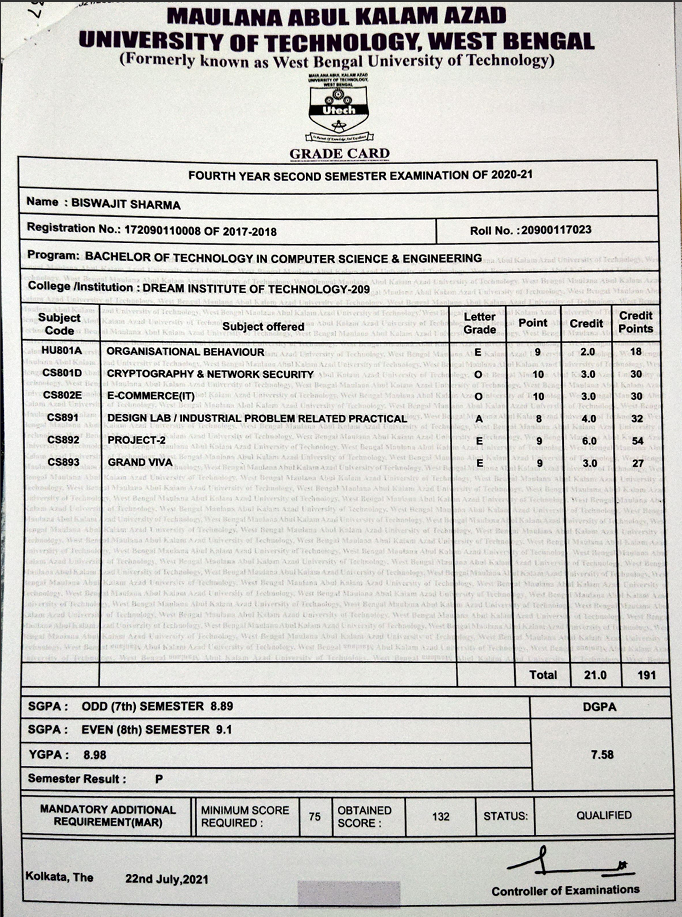 MAULANA ABUL KALAM AZAD
UNIVERSITY OF TECHNOLOGY, WEST BENGAL
(Formerly known as West Bengal University of Technology)
MAULANA ABUL KALAM AZAD
UNIVERSITY OF TECHNOLOGY,
WEST BENGAL
Utech
GRADE CARD
FOURTH YEAR SECOND SEMESTER EXAMINATION OF 2020-21
Name : BISWAJIT SHARMA
Registration No.: 172090110008 OF 2017-2018 Roll No. :20900117023
Program: BACHELOR OF TECHNOLOGY IN COMPUTER SCIENCE & ENGINEERING
College /Institution : DREAM INSTITUTE OF TECHNOLOGY-209
Subject Code Subject offered Letter Grade Point Credit Credit Points
HU801A ORGANISATIONAL BEHAVIOUR E 9 2.0 18
CS801D CRYPTOGRAPHY & NETWORK SECURITY O 10 3.0 30
CS802E E-COMMERCE(IT) O 10 3.0 30
CS891 DESIGN LAB / INDUSTRIAL PROBLEM RELATED PRACTICAL A 8 4.0 32
CS892 PROJECT-2 E 9 6.0 54
CS893 GRAND VIVA E 9 3.0 27
Total 21.0 191
SGPA : ODD (7th) SEMESTER 8.89 DGPA
SGPA : EVEN (8th) SEMESTER 9.1
YGPA : 8.98 7.58
Semester Result : P
MANDATORY ADDITIONAL REQUIREMENT(MAR) MINIMUM SCORE REQUIRED : 75 OBTAINED SCORE : 132 STATUS: QUALIFIED
Kolkata, The 22nd July,2021
Controller of Examinations